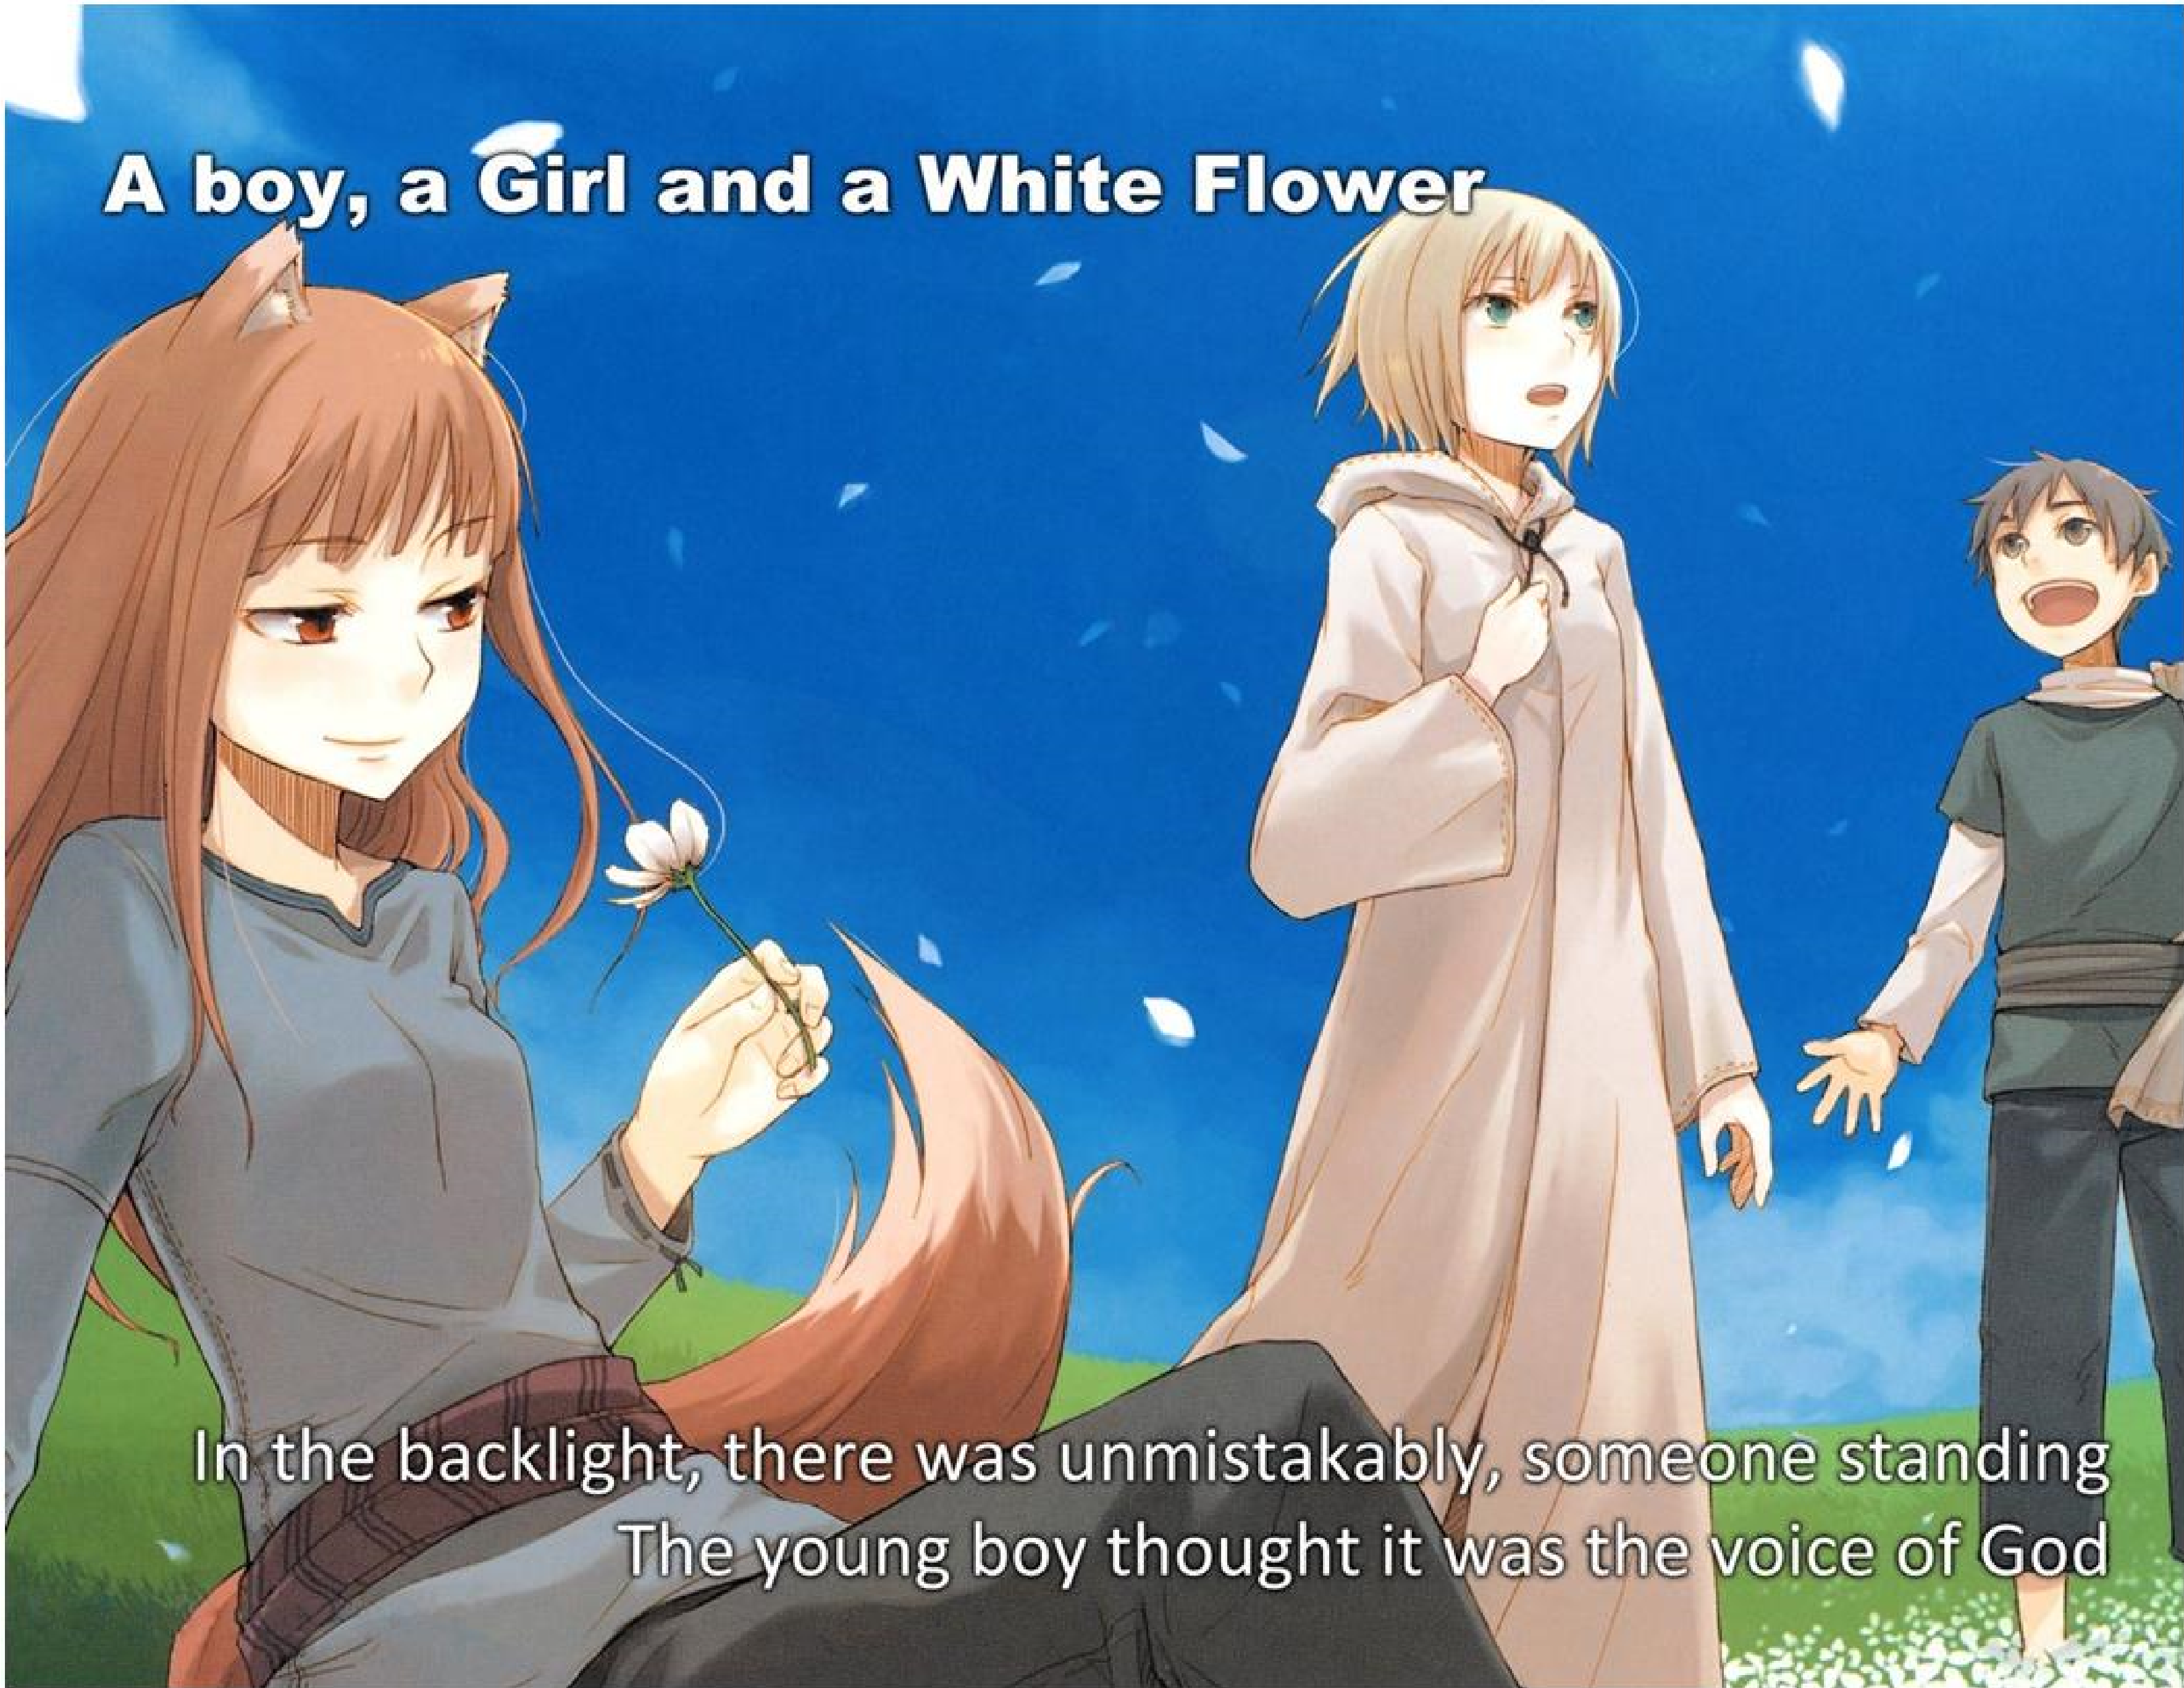 A boy, a Girl and a White Flower
In the backlight, there was unmistakably, someone standing
The young boy thought it was the voice of God